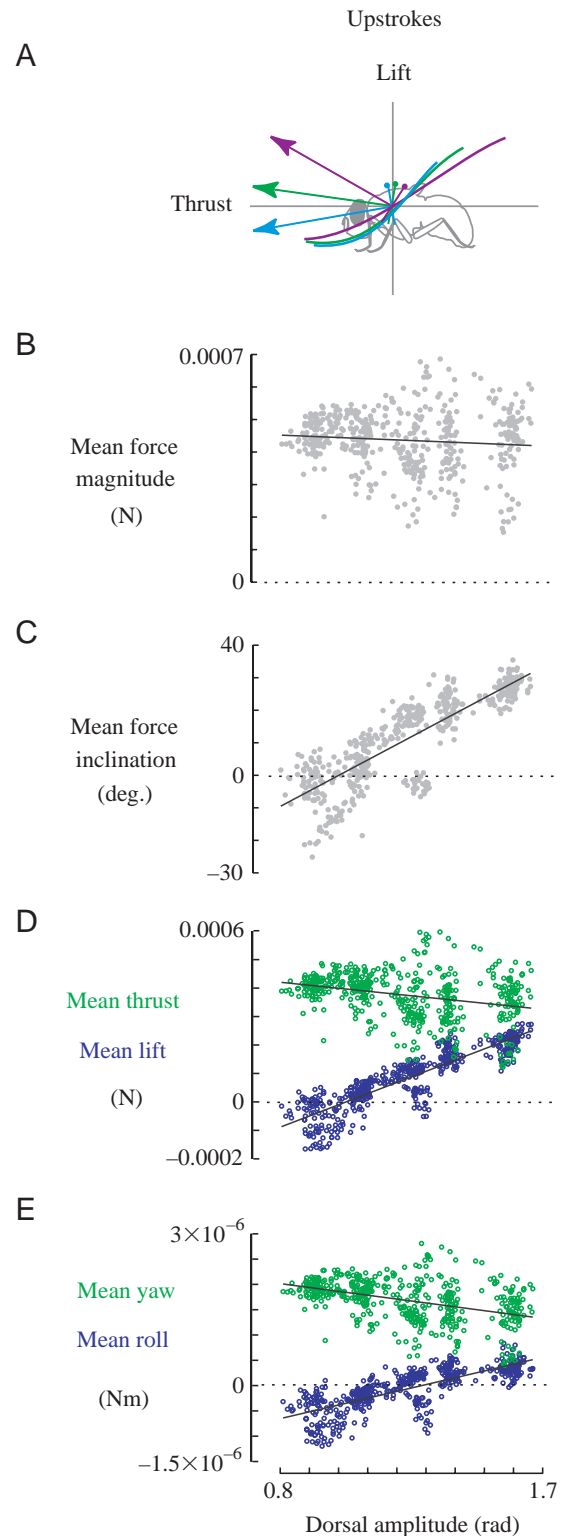 Upstrokes
A
Lift
Thrust
B
0.0007
Mean force
magnitude
(N)
0
C
40
Mean force
inclination
(deg.)
0
–30
D
0.0006
Mean thrust
Mean lift
(N)
0
–0.0002
E
3×10⁻⁶
Mean yaw
Mean roll
(Nm)
0
–1.5×10⁻⁶
0.8
1.7
Dorsal amplitude (rad)